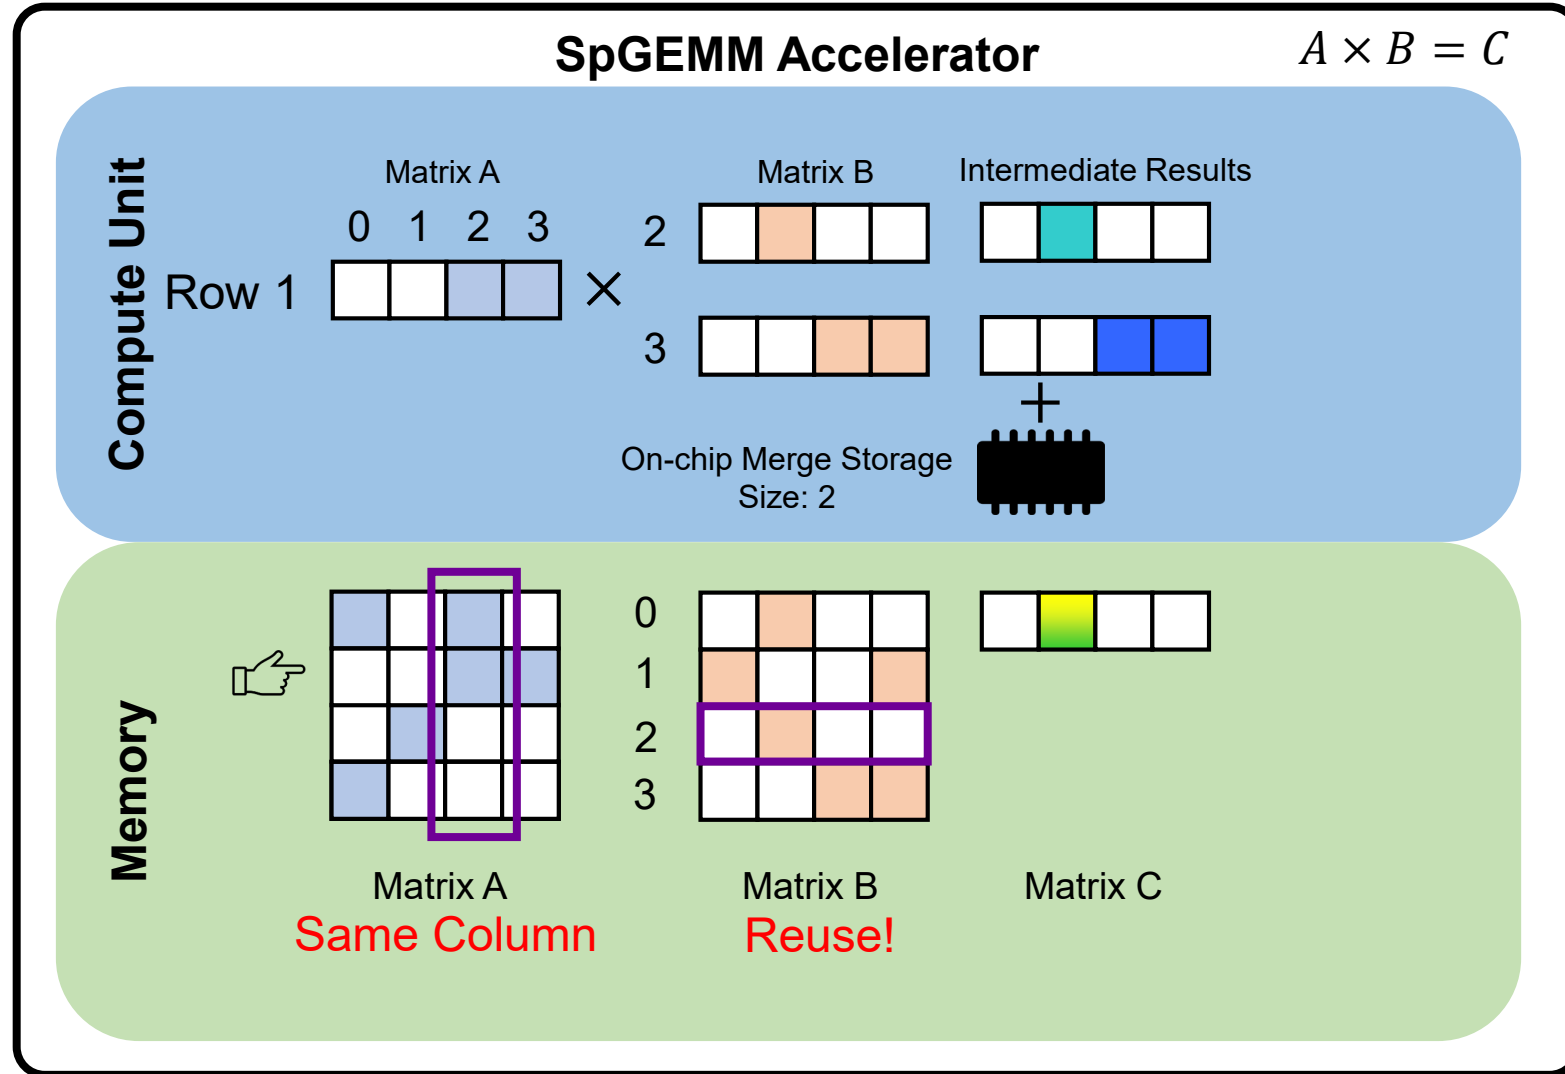 SpGEMM Accelerator
A × B = C
Compute Unit
Matrix A
Matrix B
Intermediate Results
0 1 2 3
2
Row 1
×
3
+
On-chip Merge Storage
Size: 2
Memory
0
1
2
3
Matrix A
Matrix B
Matrix C
Same Column
Reuse!